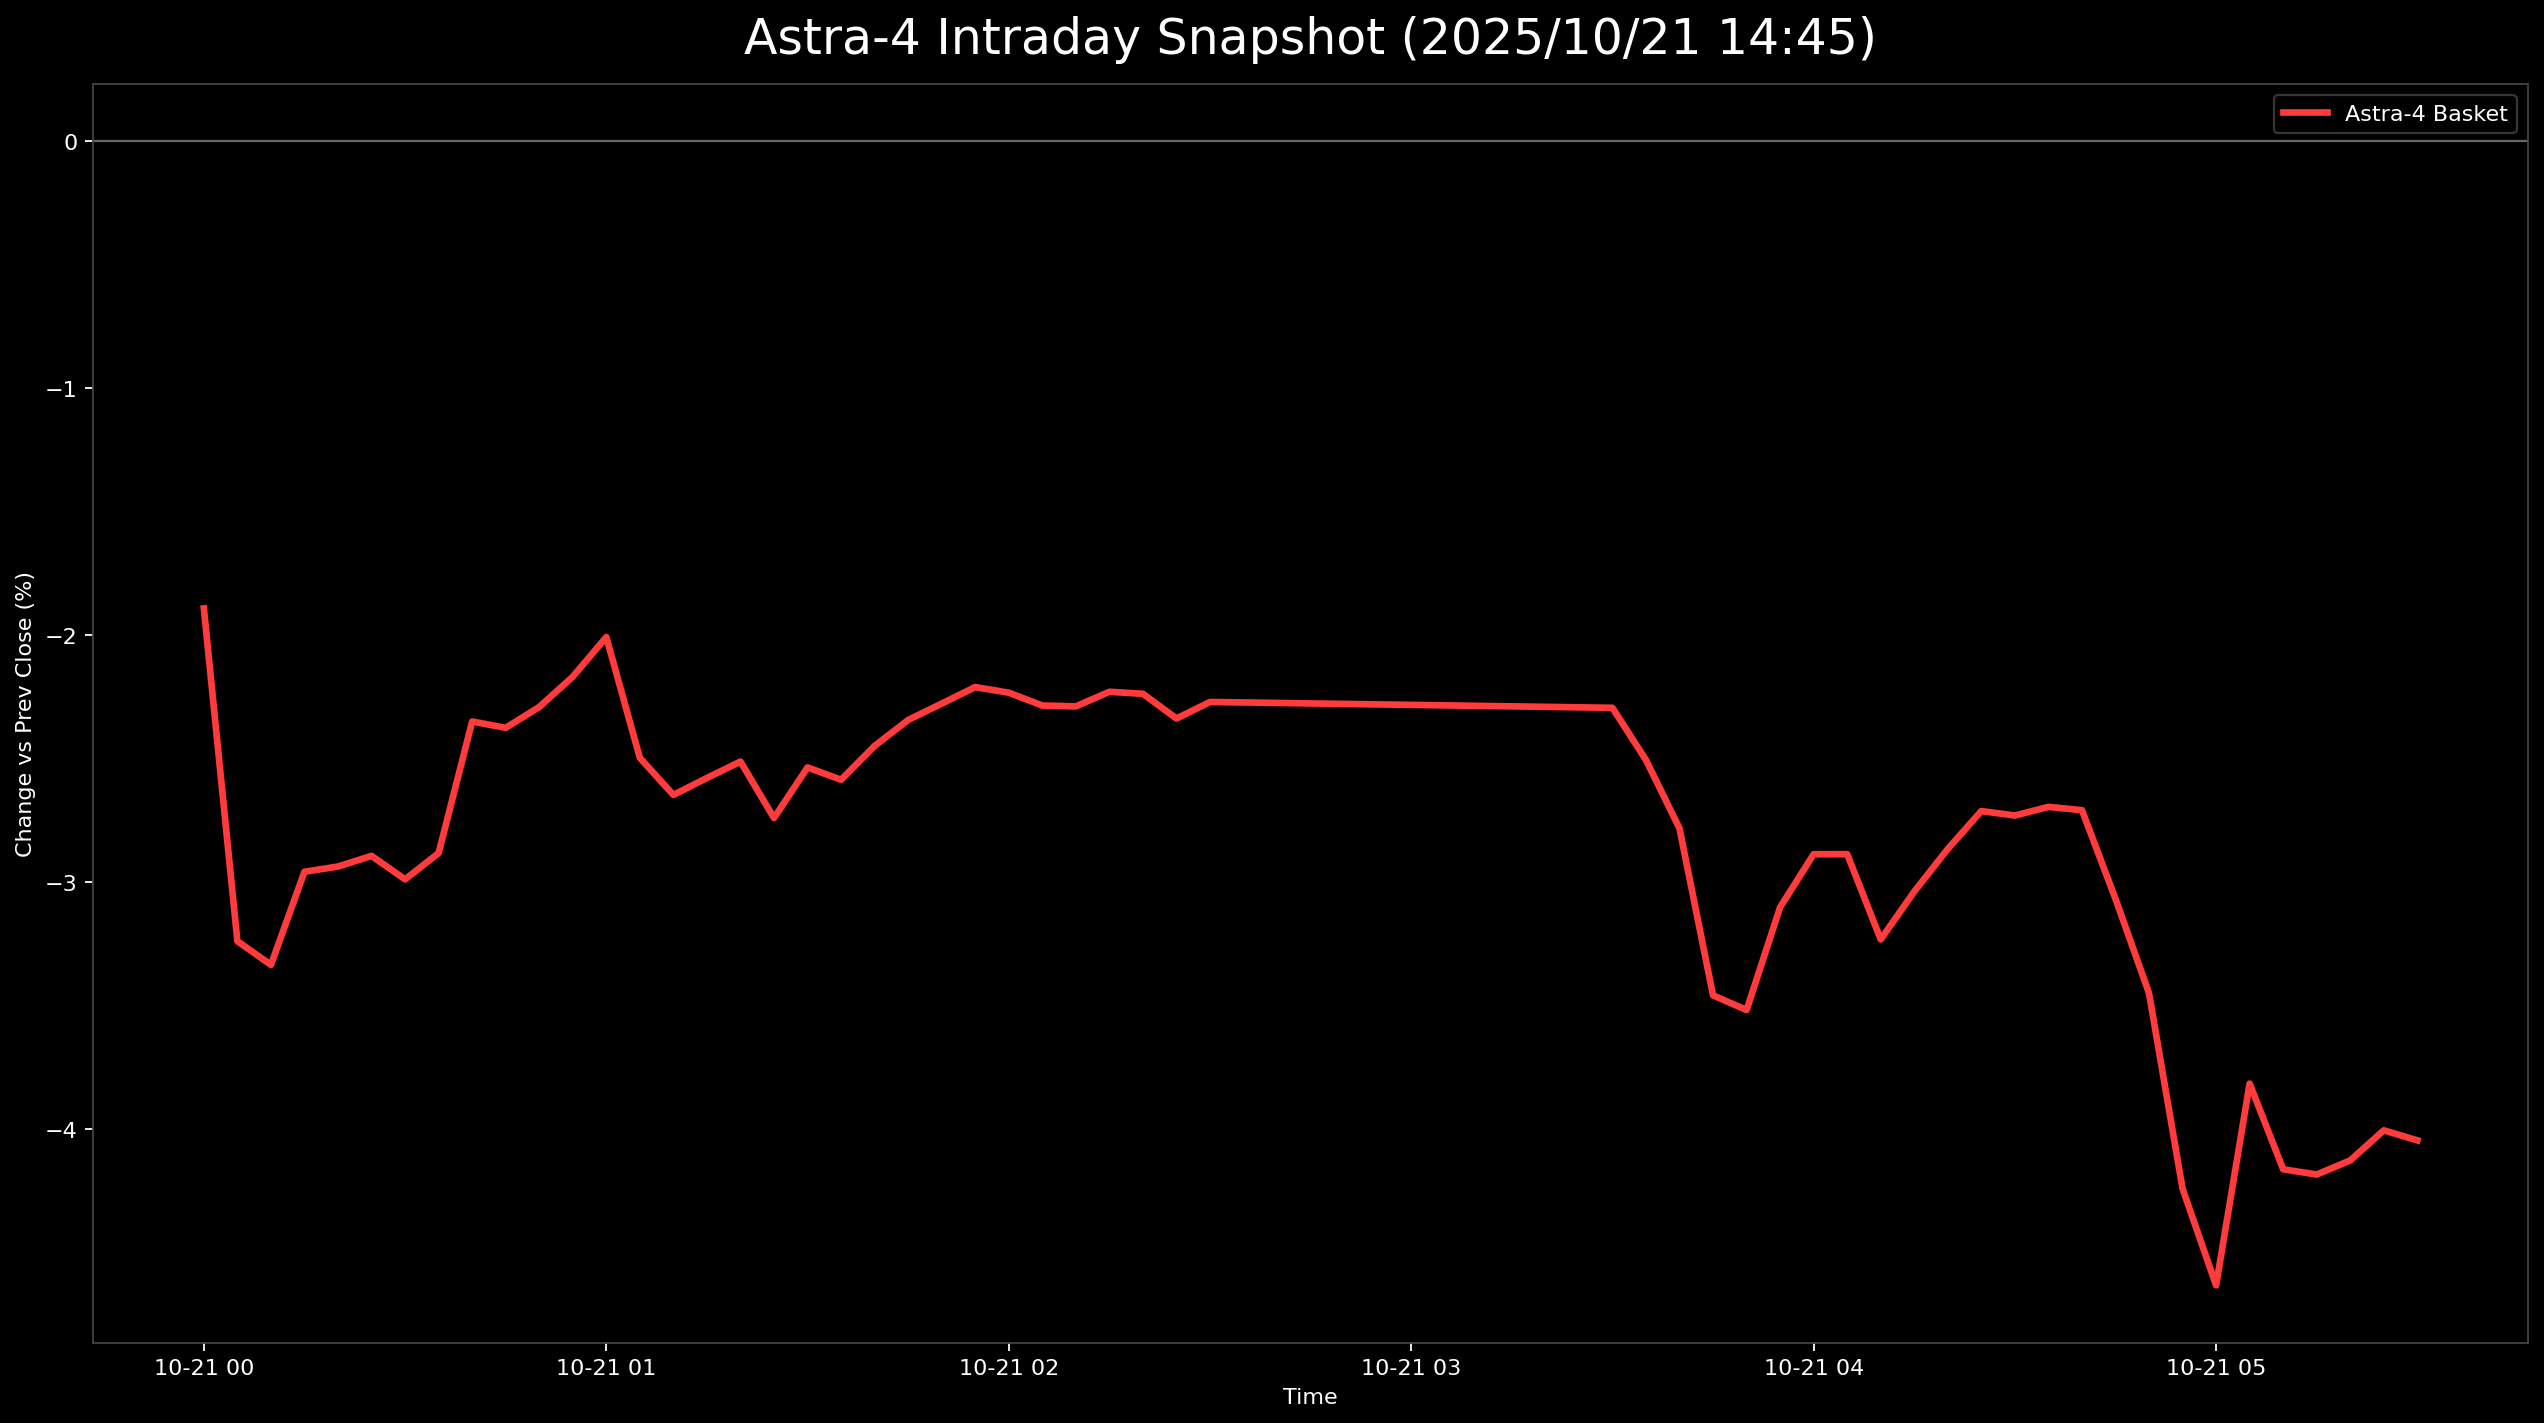 Astra-4 Intraday Snapshot (2025/10/21 14:45)
Astra-4 Basket
Change vs Prev Close (%)
0
−1
−2
−3
−4
10-21 00
10-21 01
10-21 02
10-21 03
10-21 04
10-21 05
Time